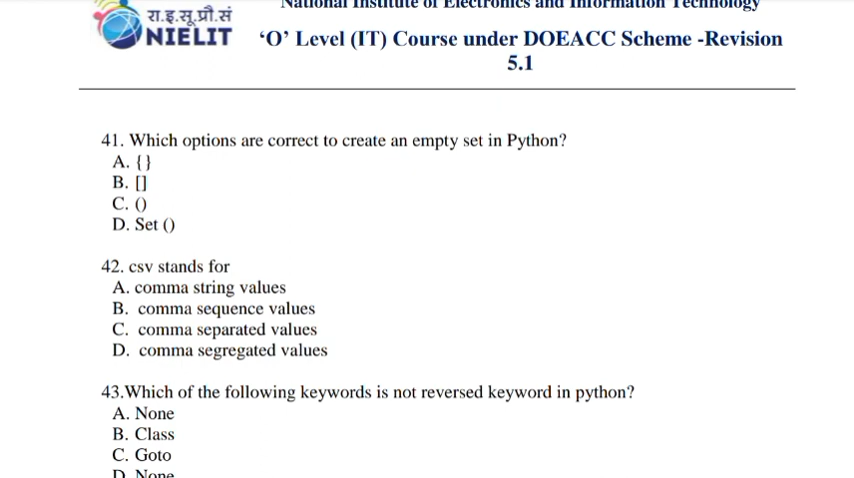 National Institute of Electronics and Information Technology
रा.इ.सू.प्रौ.सं
NIELIT
‘O’ Level (IT) Course under DOEACC Scheme -Revision
5.1
41. Which options are correct to create an empty set in Python?
A. {}
B. []
C. ()
D. Set ()
42. csv stands for
A. comma string values
B. comma sequence values
C. comma separated values
D. comma segregated values
43.Which of the following keywords is not reversed keyword in python?
A. None
B. Class
C. Goto
D. None